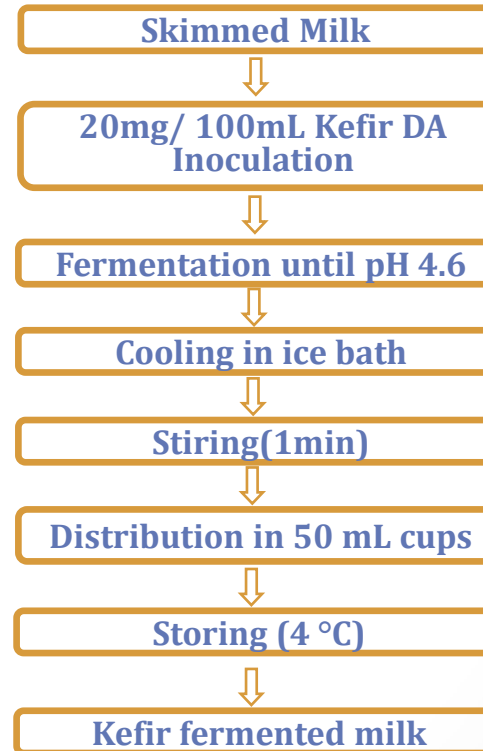 Skimmed Milk
20mg/ 100mL Kefir DA
Inoculation
Fermentation until pH 4.6
Cooling in ice bath
Stiring(1min)
Distribution in 50 mL cups
Storing (4 °C)
Kefir fermented milk